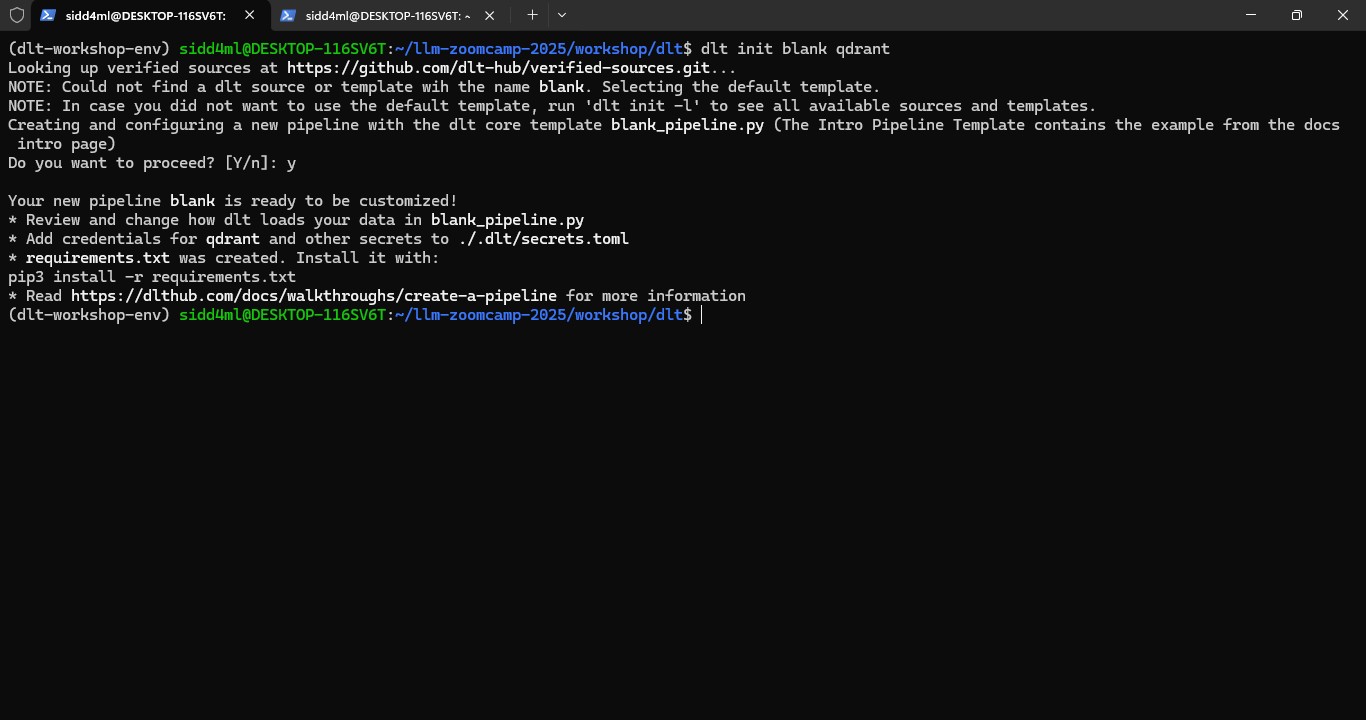 sidd4ml@DESKTOP-116SV6T:
sidd4ml@DESKTOP-116SV6T: ~
(dlt-workshop-env) sidd4ml@DESKTOP-116SV6T:~/llm-zoomcamp-2025/workshop/dlt$ dlt init blank qdrant
Looking up verified sources at https://github.com/dlt-hub/verified-sources.git...
NOTE: Could not find a dlt source or template wih the name blank. Selecting the default template.
NOTE: In case you did not want to use the default template, run 'dlt init -l' to see all available sources and templates.
Creating and configuring a new pipeline with the dlt core template blank_pipeline.py (The Intro Pipeline Template contains the example from the docs
intro page)
Do you want to proceed? [Y/n]: y
Your new pipeline blank is ready to be customized!
* Review and change how dlt loads your data in blank_pipeline.py
* Add credentials for qdrant and other secrets to ./.dlt/secrets.toml
* requirements.txt was created. Install it with:
pip3 install -r requirements.txt
* Read https://dlthub.com/docs/walkthroughs/create-a-pipeline for more information
(dlt-workshop-env) sidd4ml@DESKTOP-116SV6T:~/llm-zoomcamp-2025/workshop/dlt$